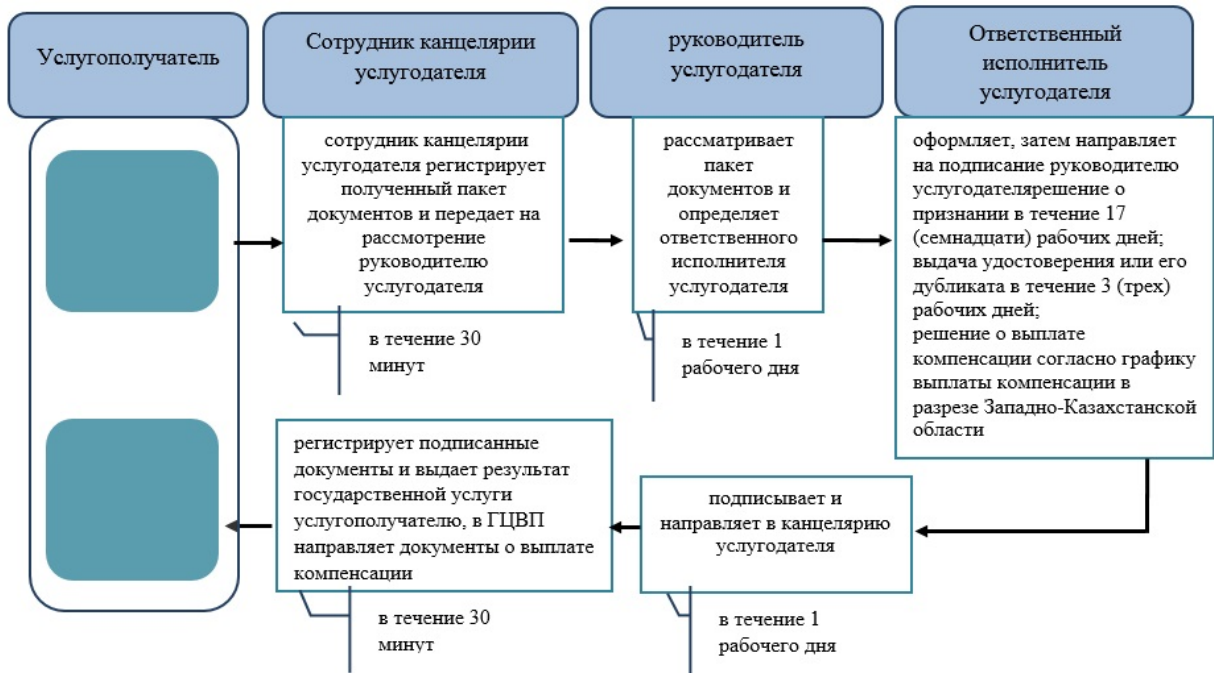 Услугополучатель
Сотрудник канцелярии
услугодателя
руководитель
услугодателя
Ответственный
исполнитель
услугодателя
сотрудник канцелярии
услугодателя регистрирует
полученный пакет
документов и передает на
рассмотрение
руководителю
услугодателя
в течение 30
минут
рассматривает
пакет
документов и
определяет
ответственного
исполнителя
услугодателя
в течение 1
рабочего дня
оформляет, затем направляет
на подписание руководителю
услугодателярешение о
признании в течение 17
(семнадцати) рабочих дней;
выдача удостоверения или его
дубликата в течение 3 (трех)
рабочих дней;
решение о выплате
компенсации согласно графику
выплаты компенсации в
разрезе Западно-Казахстанской
области
подписывает и
направляет в канцелярию
услугодателя
в течение 1
рабочего дня
регистрирует подписанные
документы и выдает результат
государственной услуги
услугополучателю, в ГЦВП
направляет документы о выплате
компенсации
в течение 30
минут